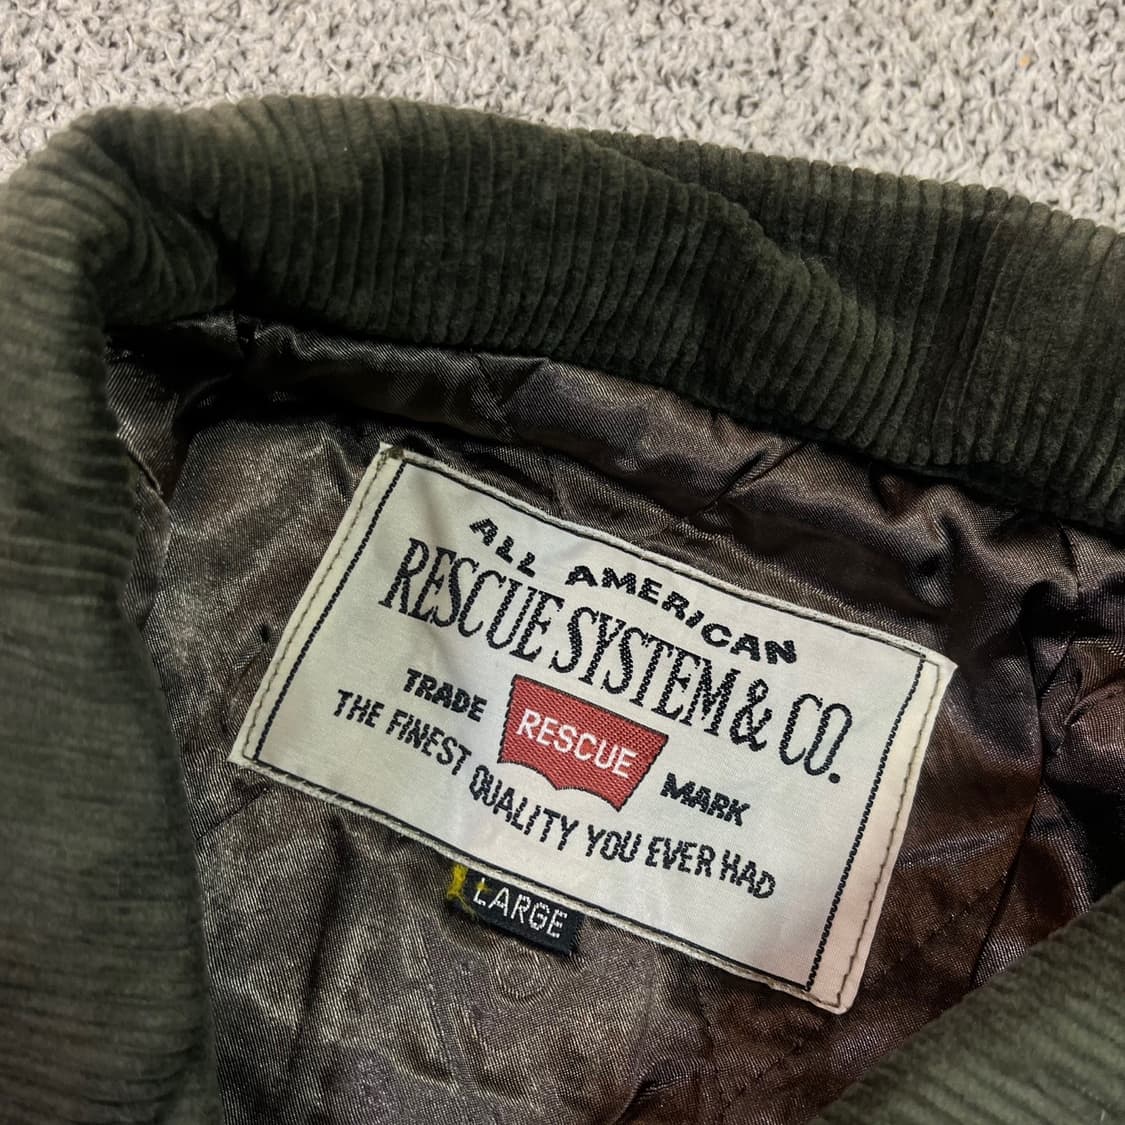 ALL AMERICAN
RESCUE SYSTEM & CO.
TRADE RESCUE MARK
THE FINEST QUALITY YOU EVER HAD
LARGE